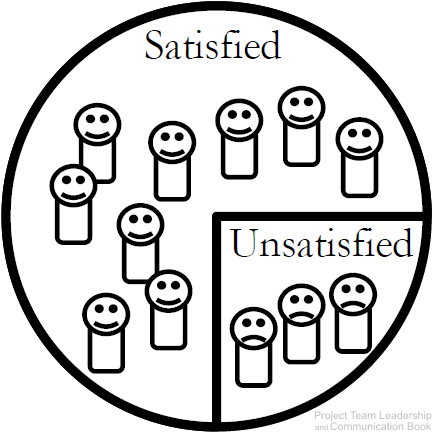 Satisfied
Unsatisfied
Project Team Leadership
and Communication Book